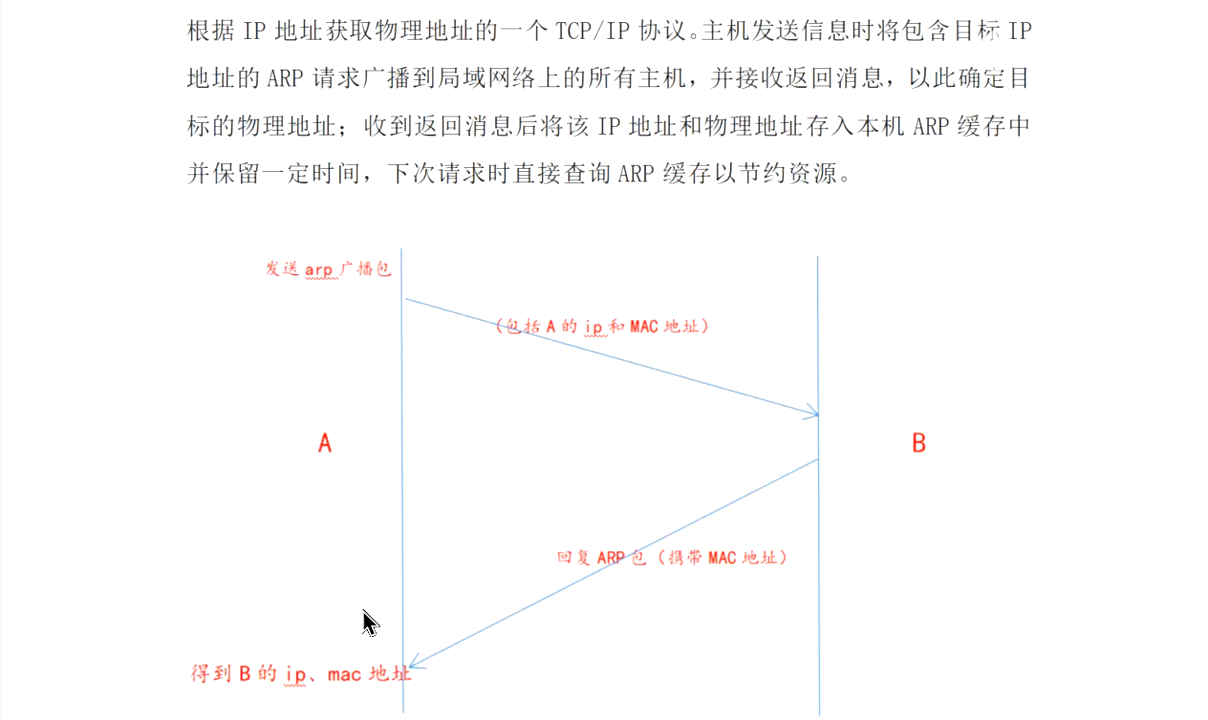 根据 IP 地址获取物理地址的一个 TCP/IP 协议。主机发送信息时将包含目标 IP
地址的 ARP 请求广播到局域网络上的所有主机，并接收返回消息，以此确定目
标的物理地址；收到返回消息后将该 IP 地址和物理地址存入本机 ARP 缓存中
并保留一定时间，下次请求时直接查询 ARP 缓存以节约资源。
发送 arp 广播包
（包括 A 的 ip 和 MAC 地址）
A
B
回复 ARP 包（携带 MAC 地址）
得到 B 的 ip、mac 地址